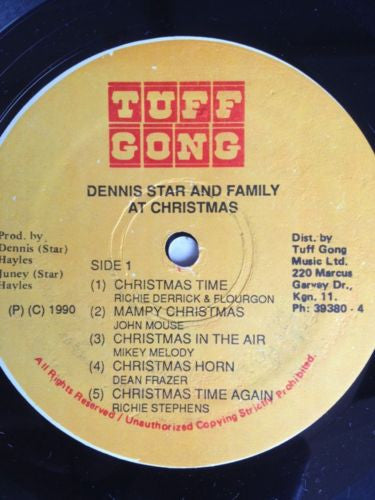 TUFF
GONG
DENNIS STAR AND FAMILY
AT CHRISTMAS
Prod. by
Dennis (Star)
Hayles
Juney (Star)
Hayles
(P) (C) 1990
Dist. by
Tuff Gong
Music Ltd.
220 Marcus
Garvey Dr.,
Kgn. 11.
Ph: 39380 - 4
SIDE 1
(1) CHRISTMAS TIME
RICHIE DERRICK & FLOURGON
(2) MAMPY CHRISTMAS
JOHN MOUSE
(3) CHRISTMAS IN THE AIR
MIKEY MELODY
(4) CHRISTMAS HORN
DEAN FRAZER
(5) CHRISTMAS TIME AGAIN
RICHIE STEPHENS
All Rights Reserved / Unauthorized Copying Strictly Prohibited.